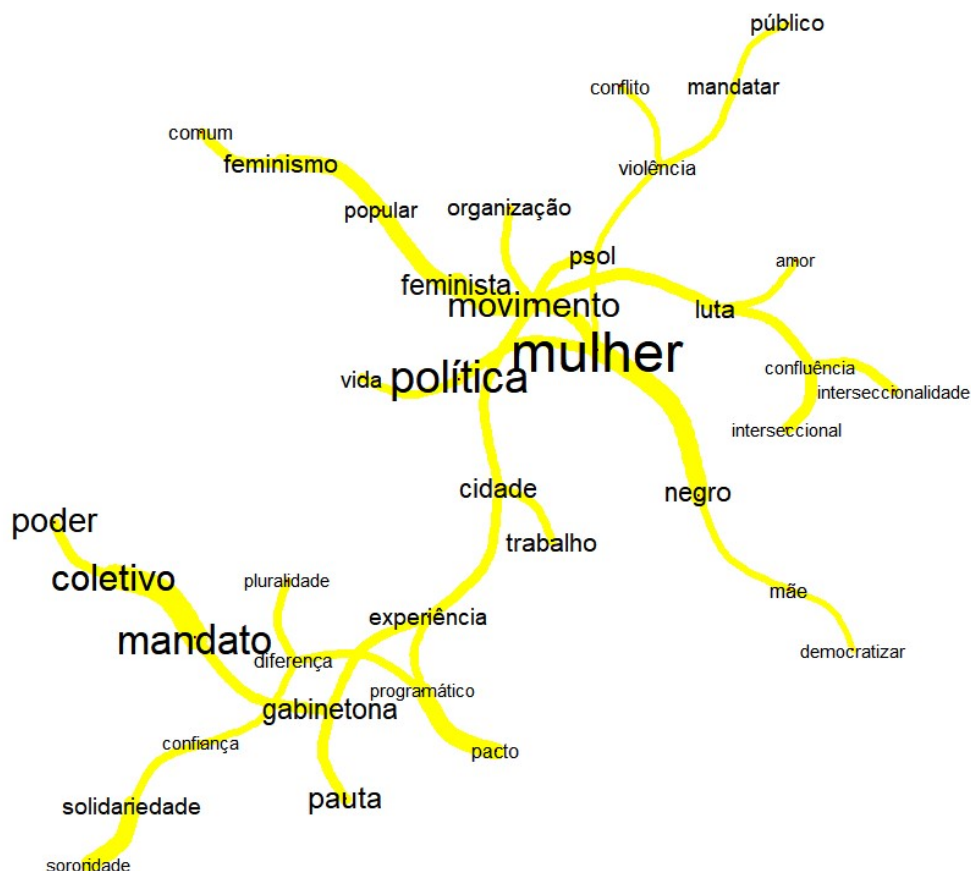 público
conflito
mandatar
comum
feminismo
violência
popular
organização
psol
amor
feminista.
movimento
luta
mulher
vida
política
confluência
interseccionalidade
interseccional
cidade
negro
poder
trabalho
coletivo
pluralidade
mãe
experiência
mandato
diferença
democratizar
programático
gabinetona
confiança
pacto
pauta
solidariedade
sororidade